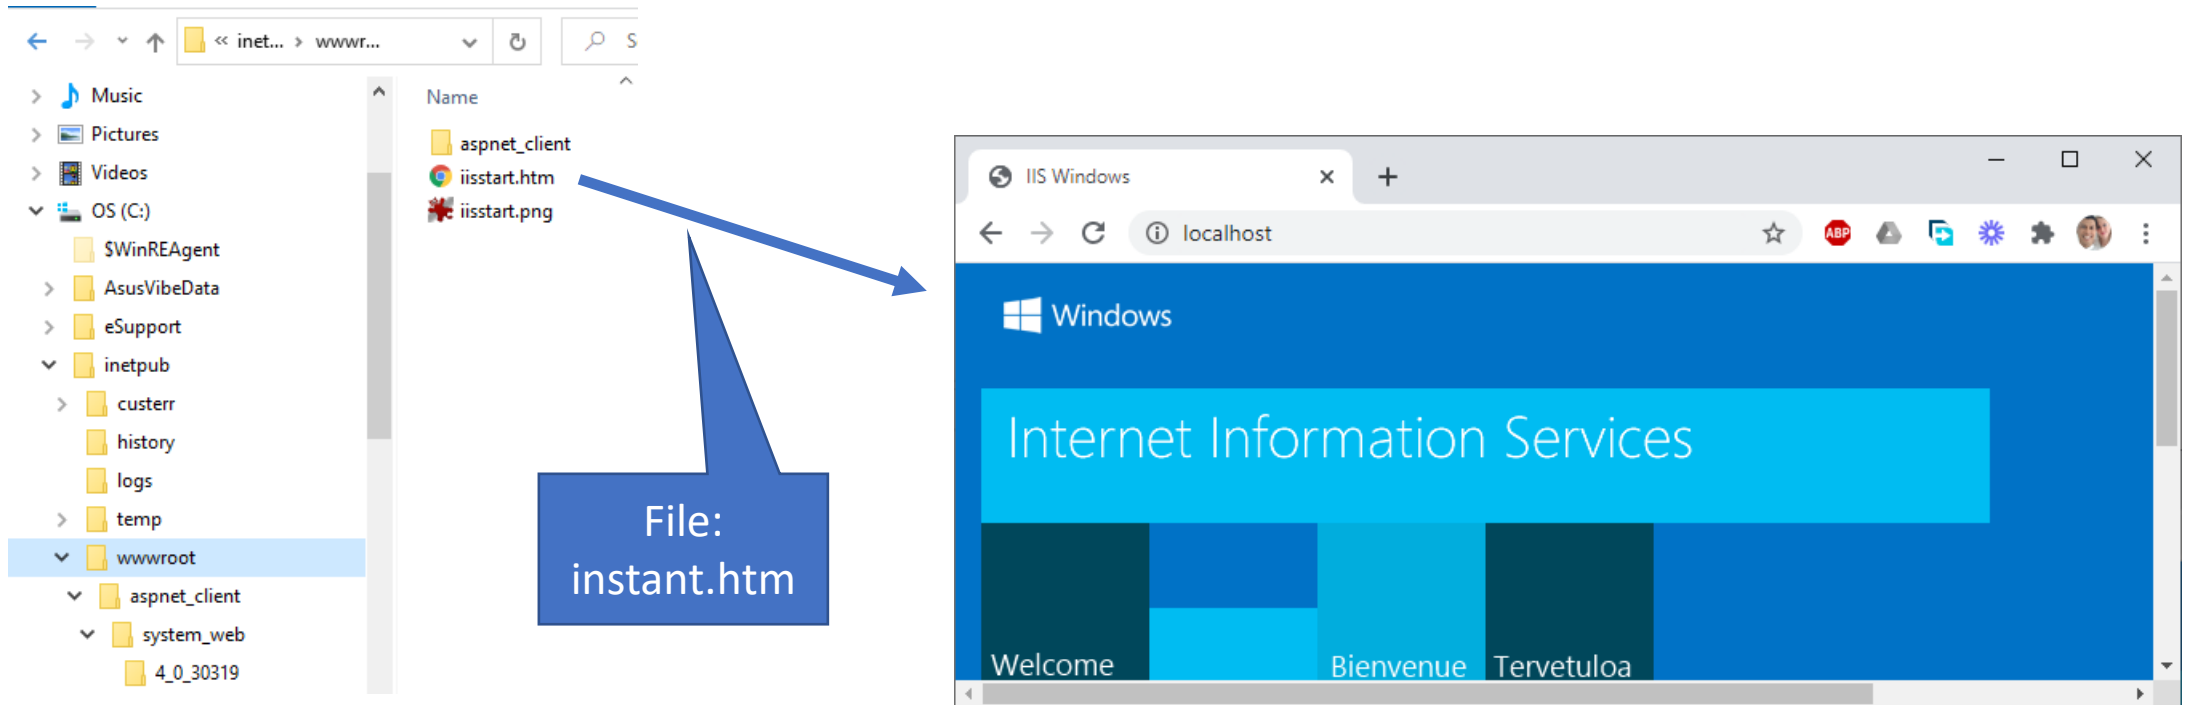 « inet... › wwwr...
S
Music
Pictures
Videos
OS (C:)
$WinREAgent
AsusVibeData
eSupport
inetpub
custerr
history
logs
temp
wwwroot
aspnet_client
system_web
4_0_30319
Name
aspnet_client
iisstart.htm
iisstart.png
File:
instant.htm
IIS Windows
localhost
ABP
Windows
Internet Information Services
Welcome
Bienvenue
Tervetuloa